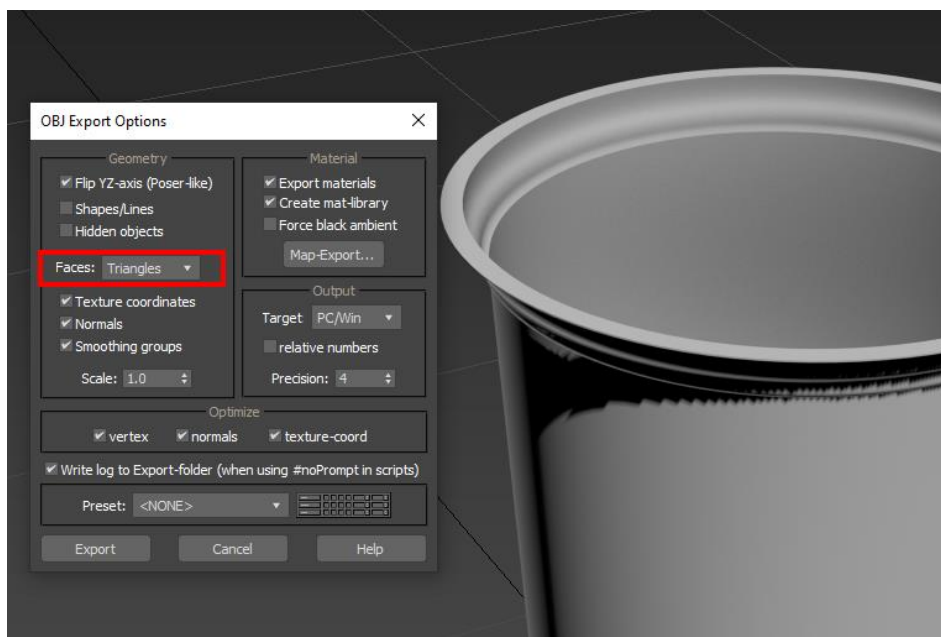 OBJ Export Options
Geometry
Flip YZ-axis (Poser-like)
Shapes/Lines
Hidden objects
Faces: Triangles
Texture coordinates
Normals
Smoothing groups
Scale: 1.0
Material
Export materials
Create mat-library
Force black ambient
Map-Export...
Output
Target PC/Win
relative numbers
Precision: 4
Optimize
vertex normals texture-coord
Write log to Export-folder (when using #noPrompt in scripts)
Preset: <NONE>
Export Cancel Help